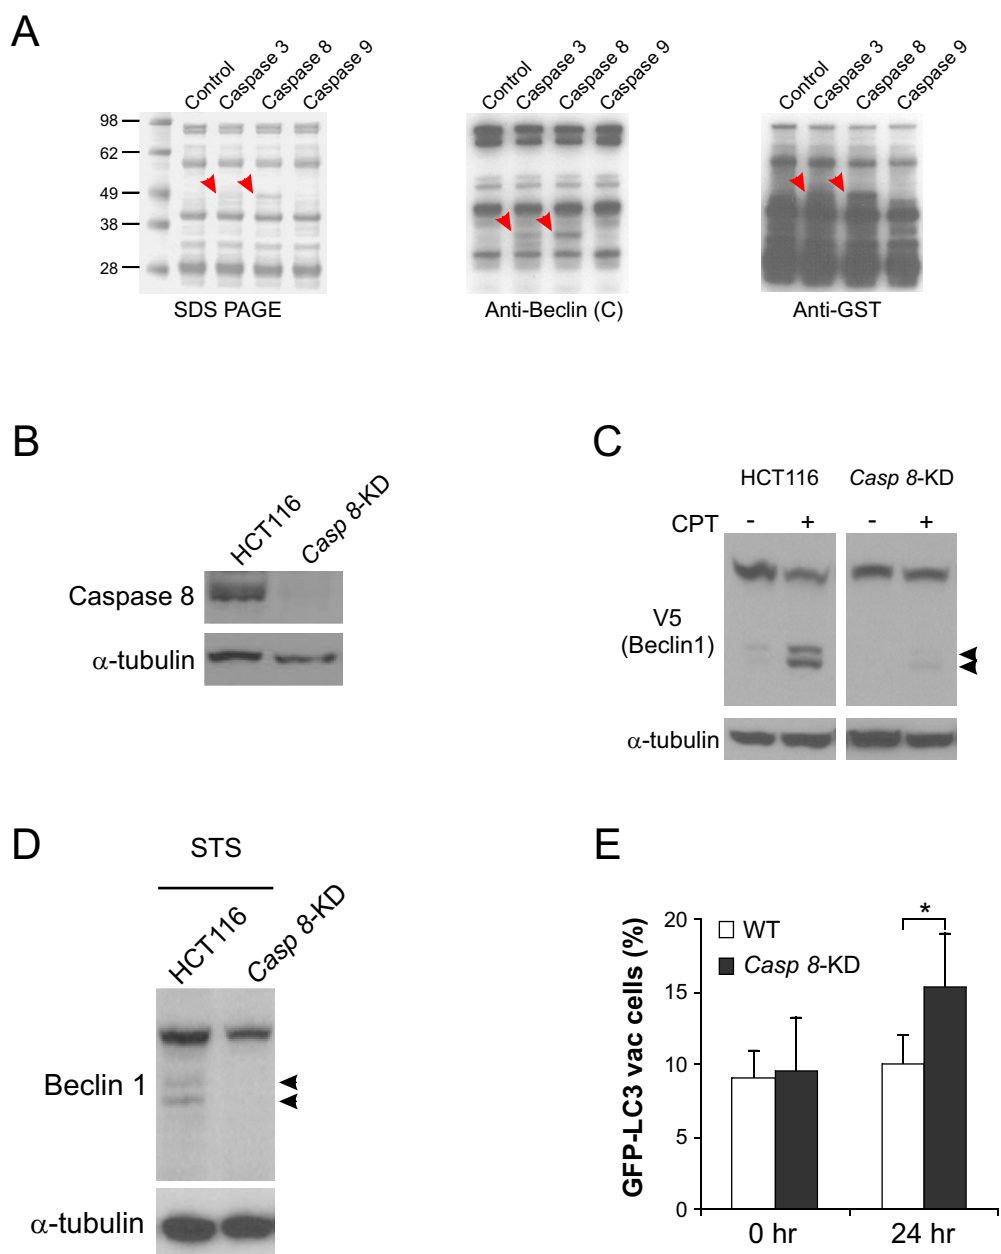 A
Control
Caspase 3
Caspase 8
Caspase 9
98
62
49
38
28
SDS PAGE
Control
Caspase 3
Caspase 8
Caspase 9
Anti-Beclin (C)
Control
Caspase 3
Caspase 8
Caspase 9
Anti-GST
B
HCT116
Casp 8-KD
Caspase 8
α-tubulin
C
HCT116 Casp 8-KD
CPT - + - +
V5
(Beclin1)
α-tubulin
D
STS
HCT116
Casp 8-KD
Beclin 1
α-tubulin
E
GFP-LC3 vac cells (%)
20
15
10
5
0
WT
Casp 8-KD
*
0 hr 24 hr